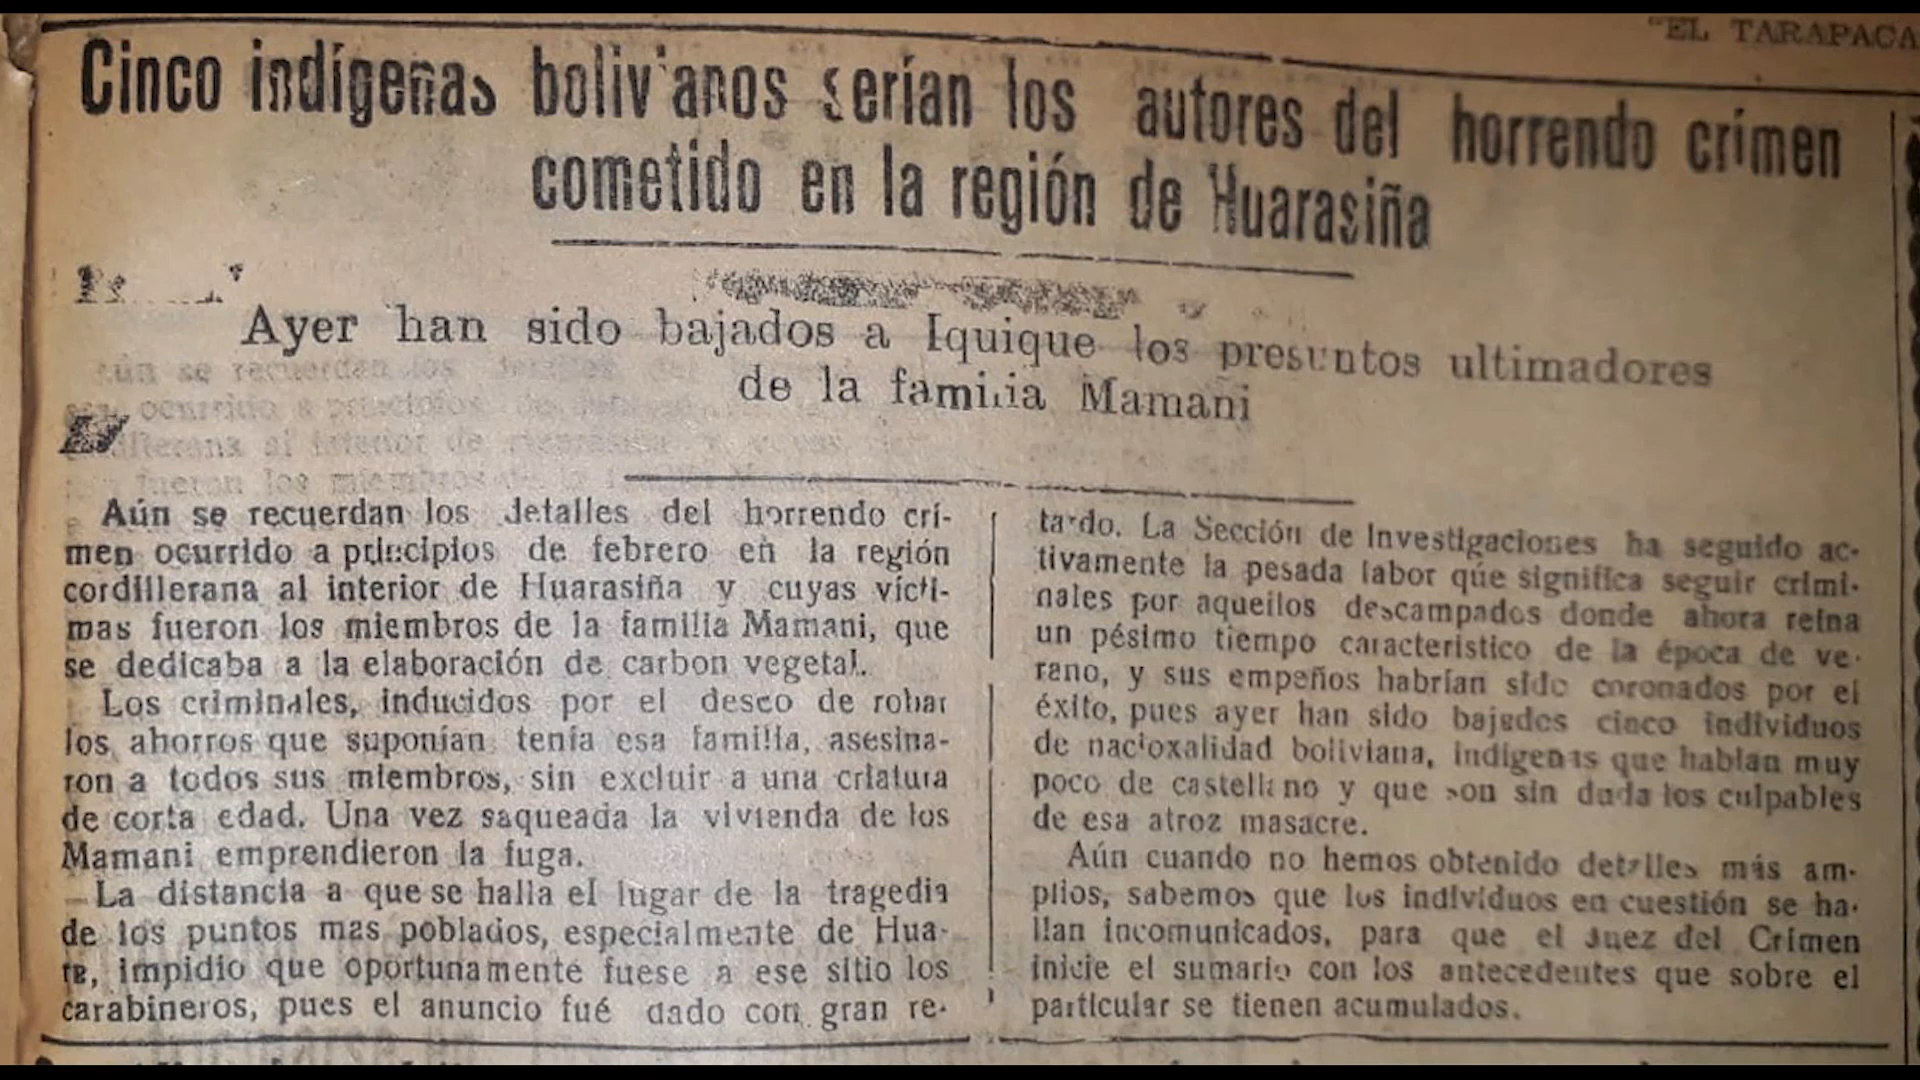 "EL TARAPACA
Cinco indígenas bolivianos serían los autores del horrendo crímen
cometido en la región de Huarasiña
Ayer han sido bajados a Iquique los presuntos ultimadores
de la familia Mamani
Aún se recuerdan los detalles del horrendo crí-
men ocurrido a principios de febrero en la región
cordillerana al interior de Huarasiña y cuyas vícti-
mas fueron los miembros de la familia Mamani, que
se dedicaba a la elaboración de carbon vegetal.
Los criminales, inducidos por el deseo de robar
los ahorros que suponían tenía esa familia, asesina-
ron a todos sus miembros, sin excluir a una criatura
de corta edad. Una vez saqueada la vivienda de los
Mamani emprendieron la fuga.
La distancia a que se halla el lugar de la tragedia
de los puntos mas poblados, especialmente de Hua-
ra, impidio que oportunamente fuese a ese sitio los
carabineros, pues el anuncio fué dado con gran re-
tardo. La Sección de Investigaciones ha seguido ac-
tivamente la pesada labor que significa seguir crimi-
nales por aquellos descampados donde ahora reina
un pésimo tiempo caracteristico de la época de ve-
rano, y sus empeños habrían sido coronados por el
éxito, pues ayer han sido bajados cinco individuos
de nacioxalidad boliviana, indígenas que hablan muy
poco de castellano y que son sin duda los culpables
de esa atroz masacre.
Aún cuando no hemos obtenido detalles más am-
plios, sabemos que los individuos en cuestión se ha-
llan incomunicados, para que el Juez del Crimen
inicie el sumario con los antecedentes que sobre el
particular se tienen acumulados.